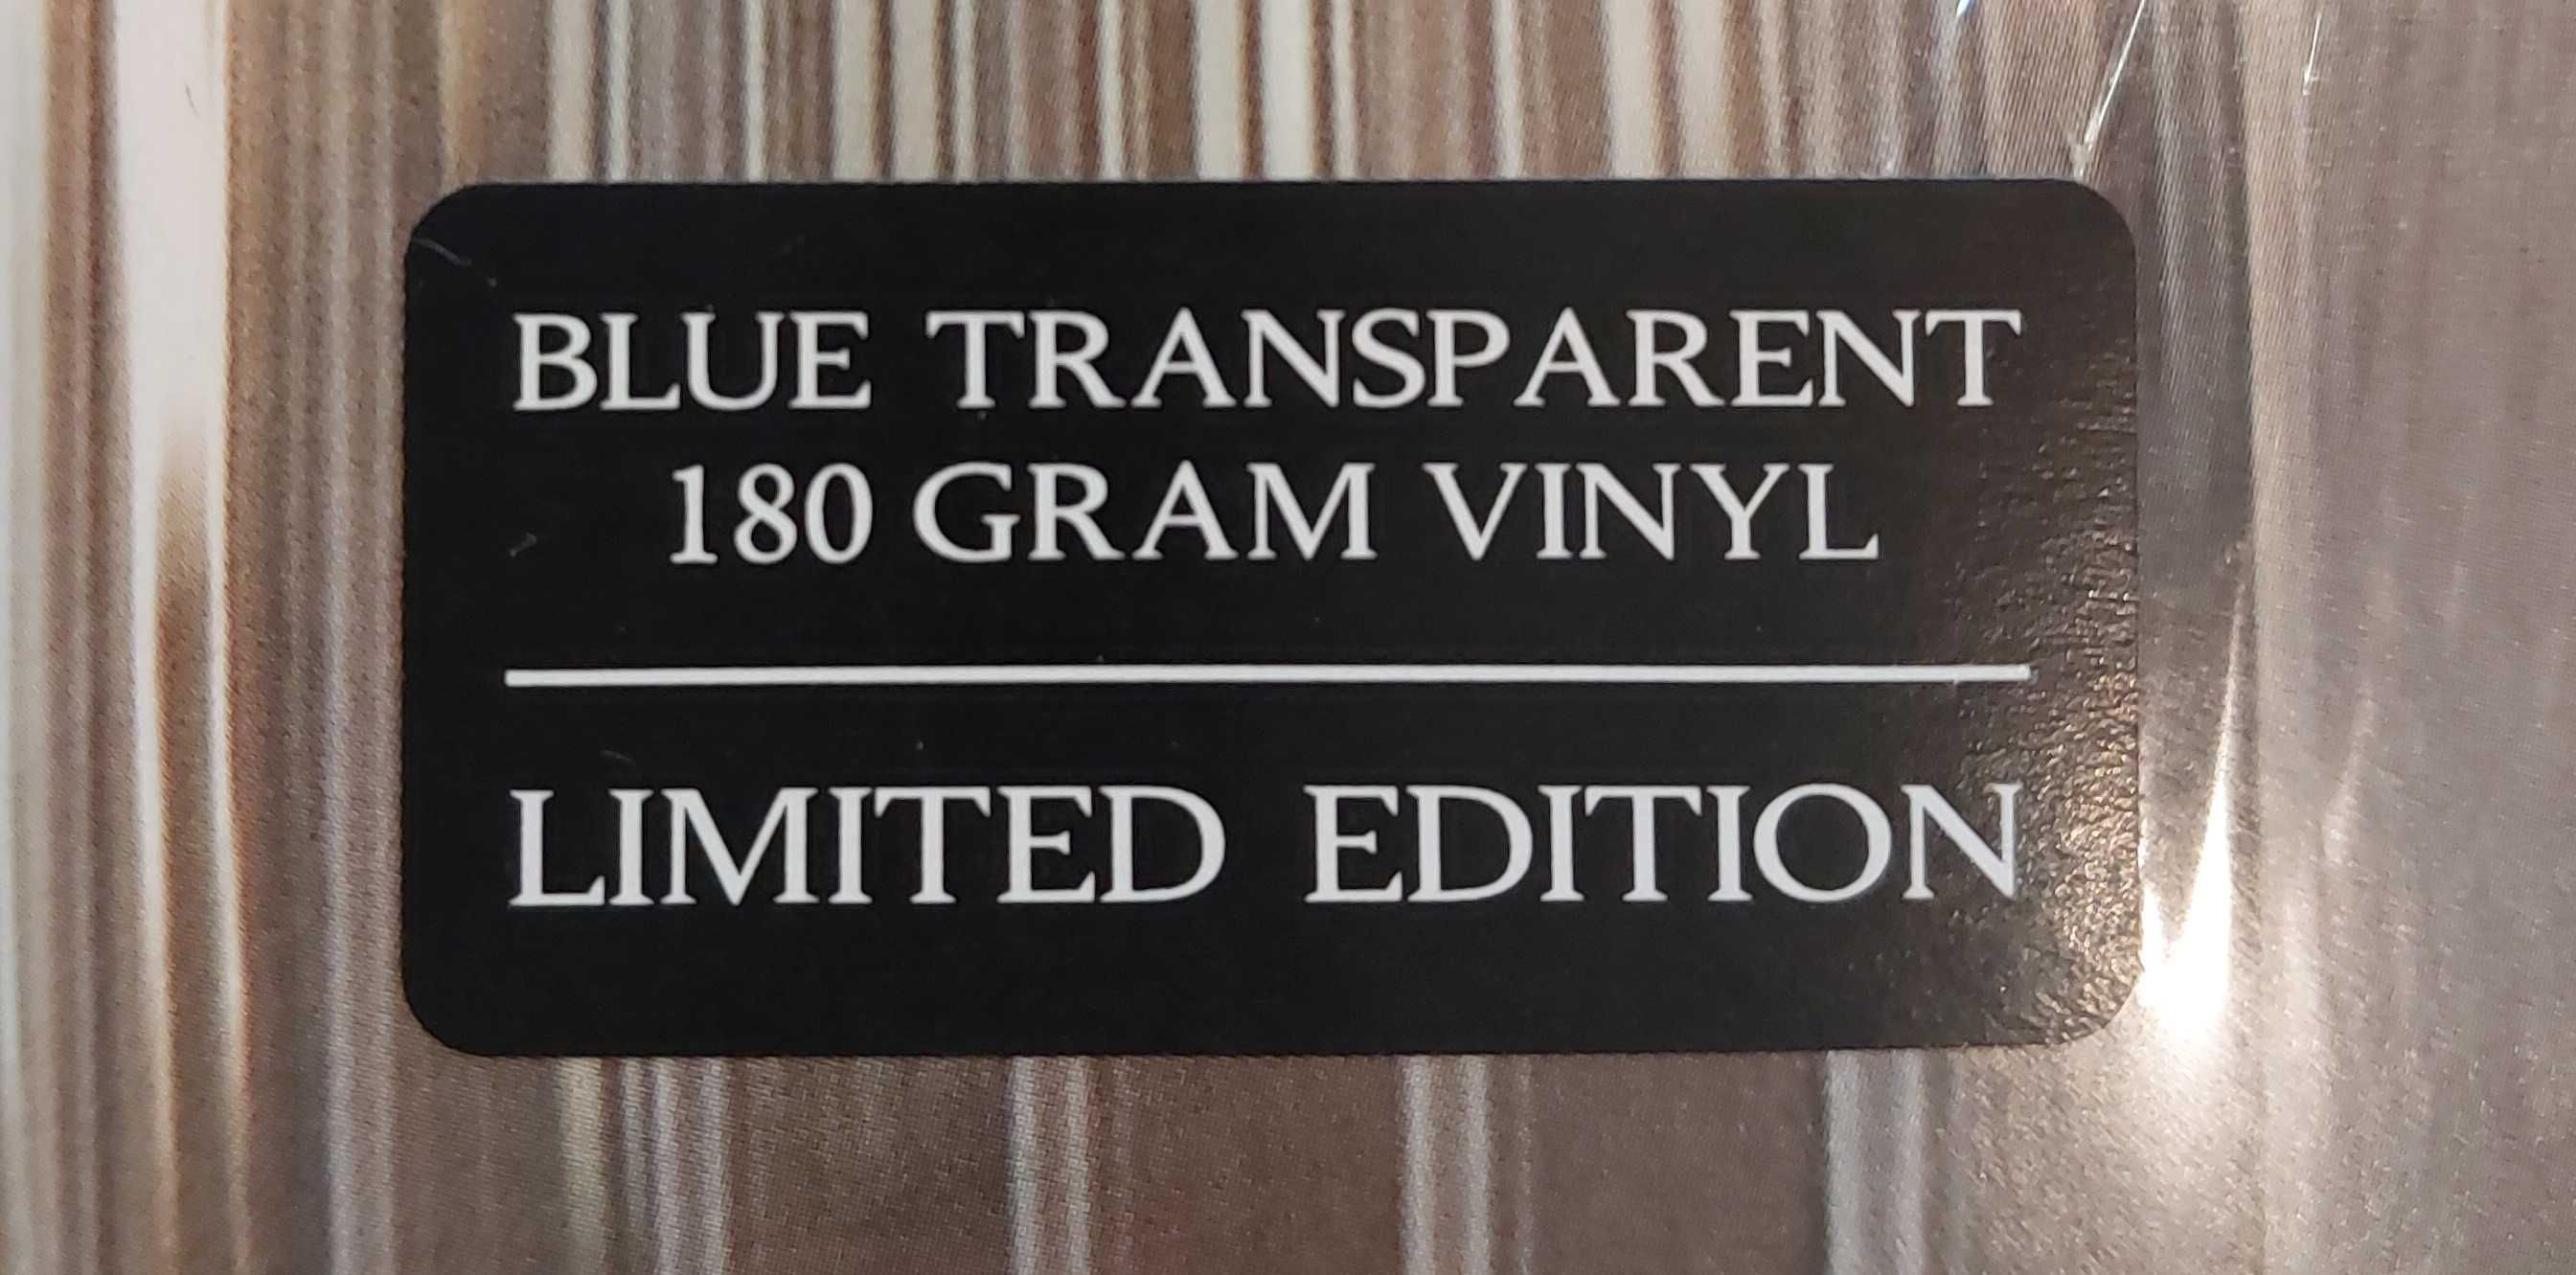 BLUE TRANSPARENT
180 GRAM VINYL
LIMITED EDITION